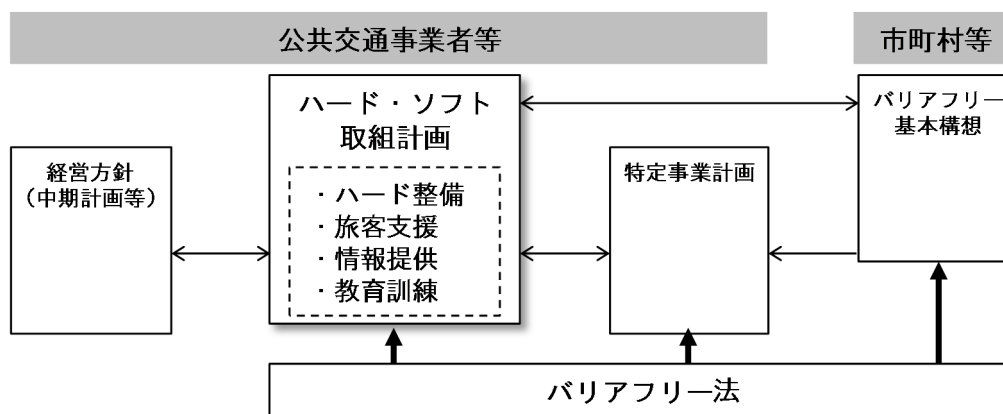 公共交通事業者等
市町村等
ハード・ソフト
取組計画
・ハード整備
・旅客支援
・情報提供
・教育訓練
経営方針
（中期計画等）
特定事業計画
バリアフリー
基本構想
バリアフリー法